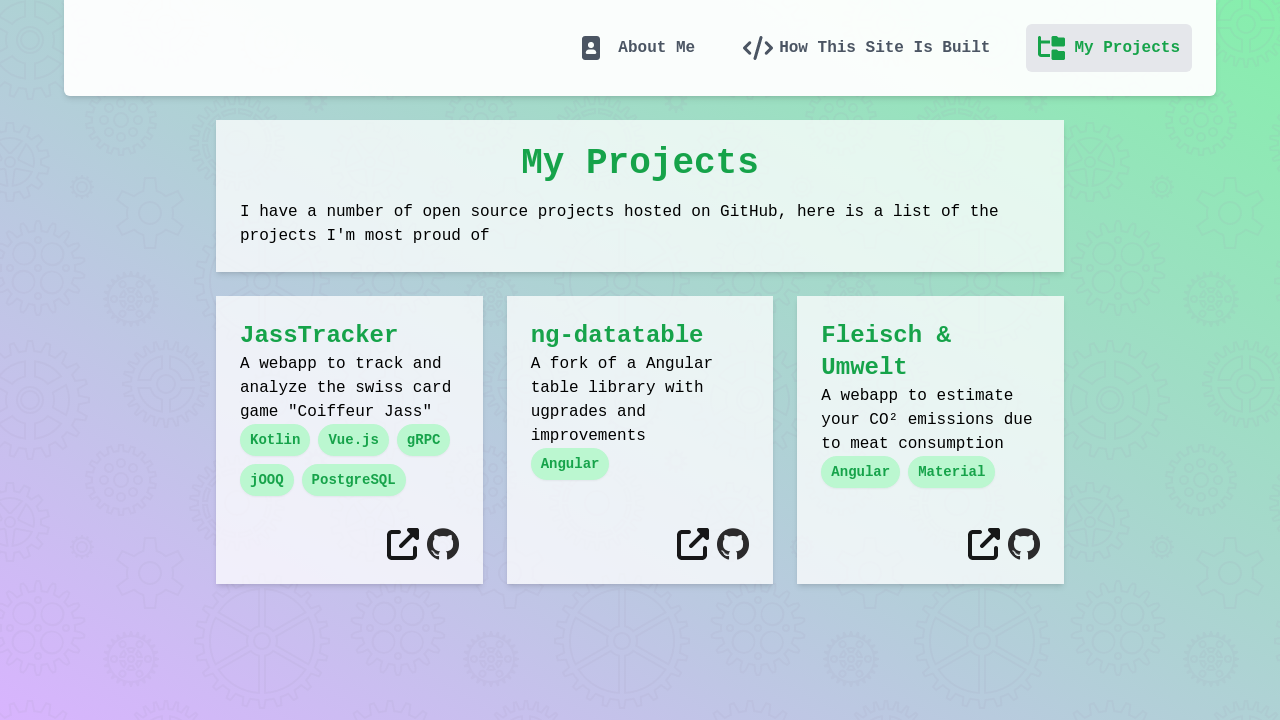 About Me
How This Site Is Built
My Projects
My Projects
I have a number of open source projects hosted on GitHub, here is a list of the
projects I'm most proud of
JassTracker
A webapp to track and
analyze the swiss card
game "Coiffeur Jass"
Kotlin Vue.js gRPC
jOOQ PostgreSQL
ng-datatable
A fork of a Angular
table library with
ugprades and
improvements
Angular
Fleisch &
Umwelt
A webapp to estimate
your CO² emissions due
to meat consumption
Angular Material